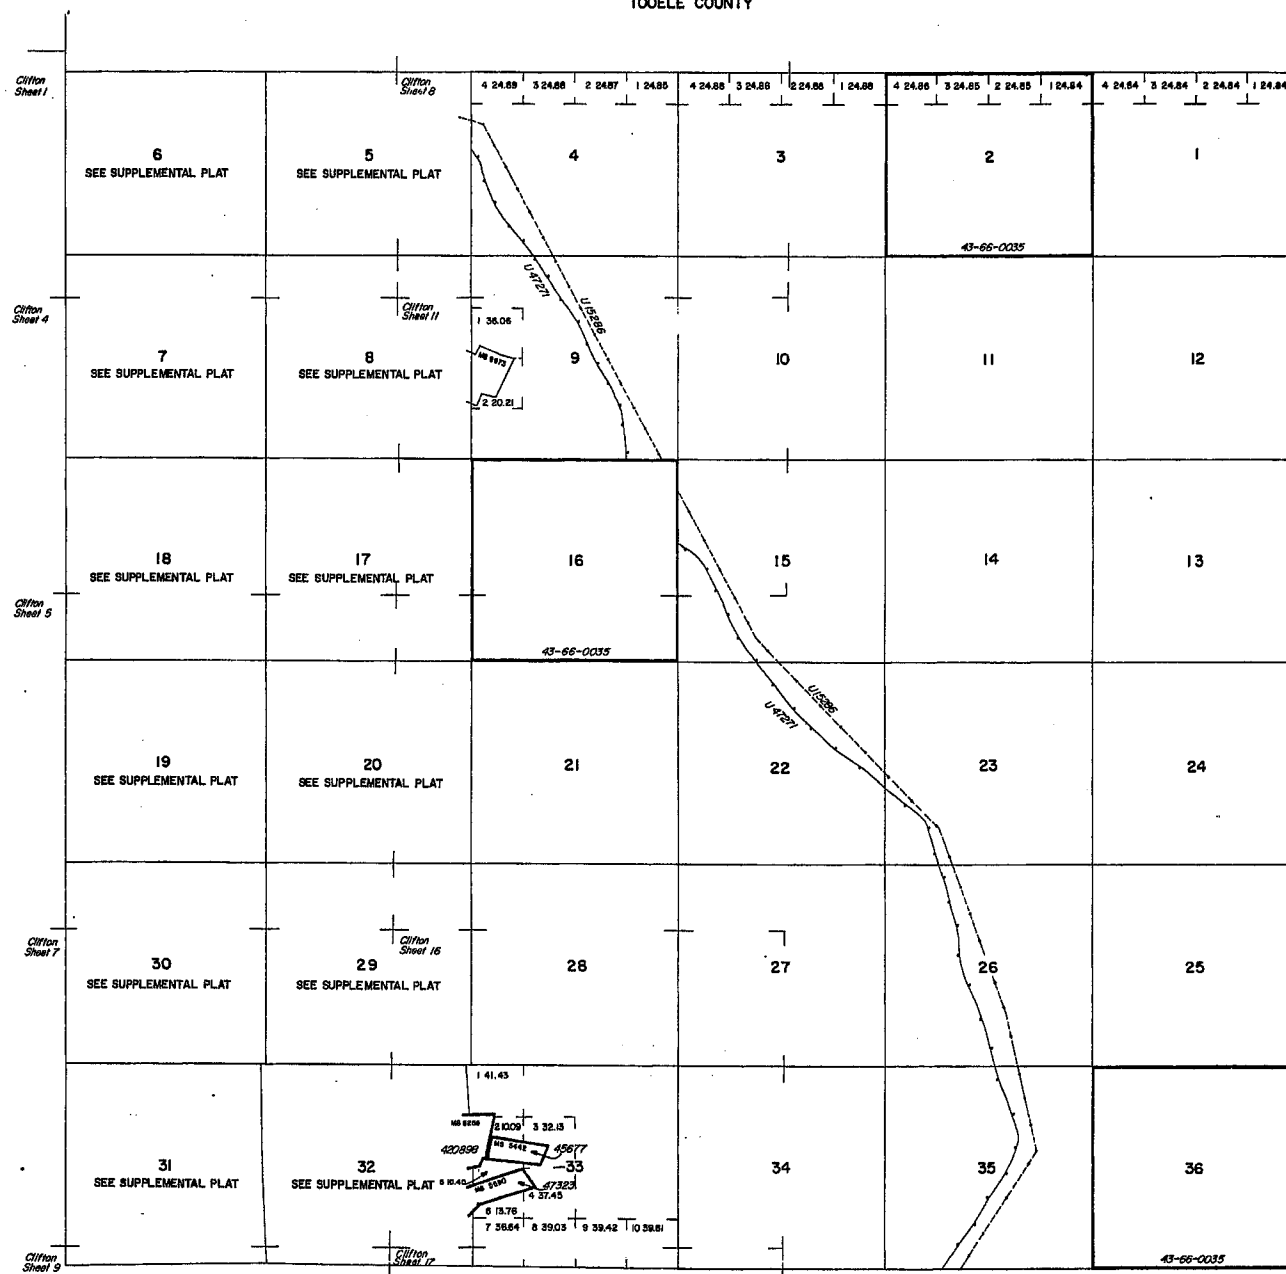 TOOELE COUNTY
Clifton
Sheet 1
Clifton
Sheet 8
4 24.89 3 24.88 2 24.87 1 24.85
4 24.88 3 24.86 2 24.88 1 24.88
4 24.86 3 24.85 2 24.85 1 24.84
4 24.84 3 24.84 2 24.84 1 24.84
6
SEE SUPPLEMENTAL PLAT
5
SEE SUPPLEMENTAL PLAT
4
3
2
43-66-0035
1
Clifton
Sheet 4
Clifton
Sheet 11
U47271
U15286
7
SEE SUPPLEMENTAL PLAT
8
SEE SUPPLEMENTAL PLAT
1 36.06
2 20.21
9
10
11
12
18
SEE SUPPLEMENTAL PLAT
17
SEE SUPPLEMENTAL PLAT
16
43-66-0035
15
14
13
Clifton
Sheet 5
19
SEE SUPPLEMENTAL PLAT
20
SEE SUPPLEMENTAL PLAT
21
U47271
U15286
22
23
24
Clifton
Sheet 7
Clifton
Sheet 16
30
SEE SUPPLEMENTAL PLAT
29
SEE SUPPLEMENTAL PLAT
28
27
26
25
31
SEE SUPPLEMENTAL PLAT
32
SEE SUPPLEMENTAL PLAT
1 41.43
2 10.09 3 32.13
MS 5442
420898
45677
33
47323
4 37.45
6 13.76
7 36.64 8 39.03 9 39.42 10 39.81
34
35
36
43-66-0035
Clifton
Sheet 9
Clifton
Sheet 17